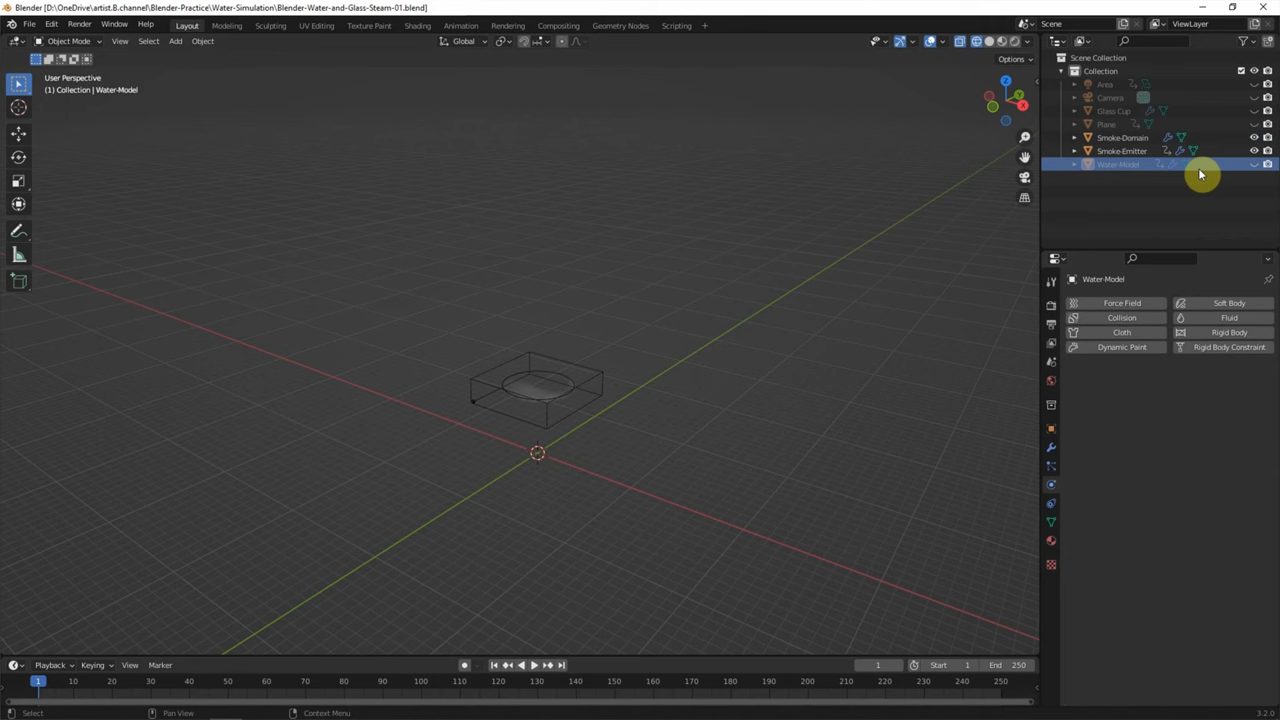 Blender [D:\OneDrive\artist.B.channel\Blender-Practice\Water-Simulation\Blender-Water-and-Glass-Steam-01.blend]
File Edit Render Window Help Layout Modeling Sculpting UV Editing Texture Paint Shading Animation Rendering Compositing Geometry Nodes Scripting Scene ViewLayer
Object Mode View Select Add Object Global
Options
User Perspective
(1) Collection | Water-Model
Z
Y
X
Scene Collection
Collection
Area
Camera
Glass Cup
Plane
Smoke-Domain
Smoke-Emitter
Water-Model
Water-Model
Force Field Soft Body
Collision Fluid
Cloth Rigid Body
Dynamic Paint Rigid Body Constraint
Playback Keying View Marker 1 Start 1 End 250
1 10 20 30 40 50 60 70 80 90 100 110 120 130 140 150 160 170 180 190 200 210 220 230 240 250
Select Pan View Context Menu 3.2.0